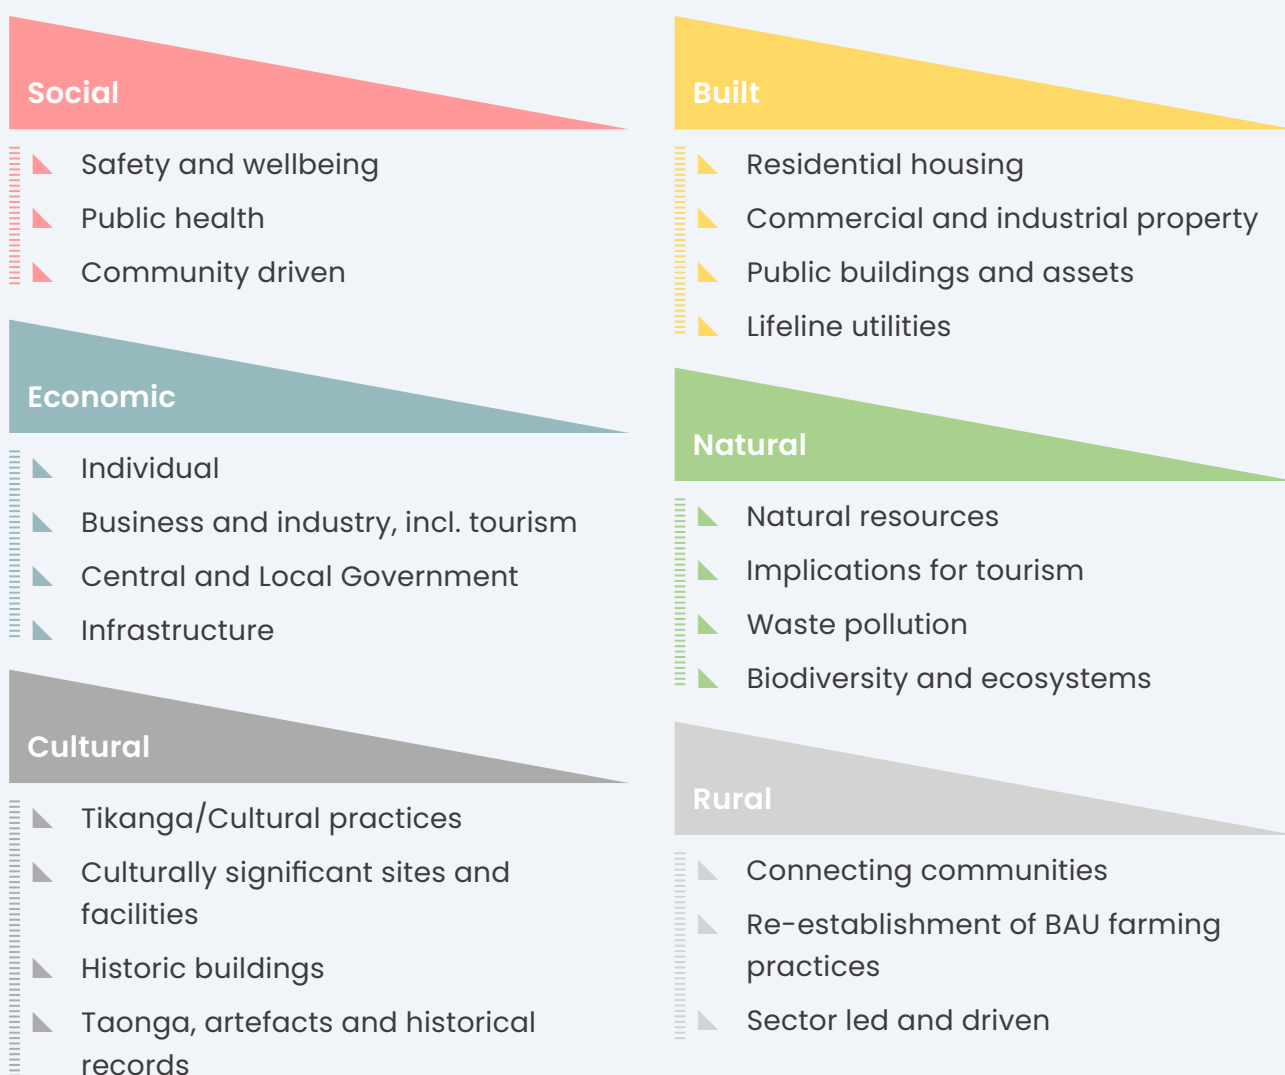 Social
Safety and wellbeing
Public health
Community driven
Economic
Individual
Business and industry, incl. tourism
Central and Local Government
Infrastructure
Cultural
Tikanga/Cultural practices
Culturally significant sites and
facilities
Historic buildings
Taonga, artefacts and historical
records
Built
Residential housing
Commercial and industrial property
Public buildings and assets
Lifeline utilities
Natural
Natural resources
Implications for tourism
Waste pollution
Biodiversity and ecosystems
Rural
Connecting communities
Re-establishment of BAU farming
practices
Sector led and driven